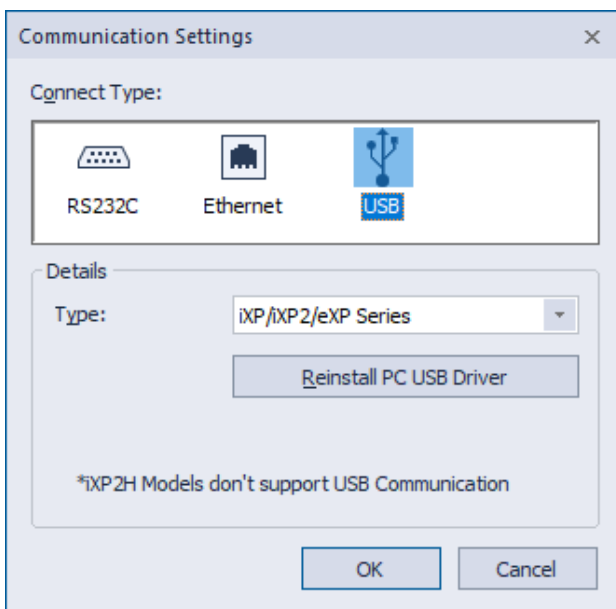 Communication Settings
Connect Type:
RS232C Ethernet USB
Details
Type: iXP/iXP2/eXP Series
Reinstall PC USB Driver
*iXP2H Models don't support USB Communication
OK Cancel